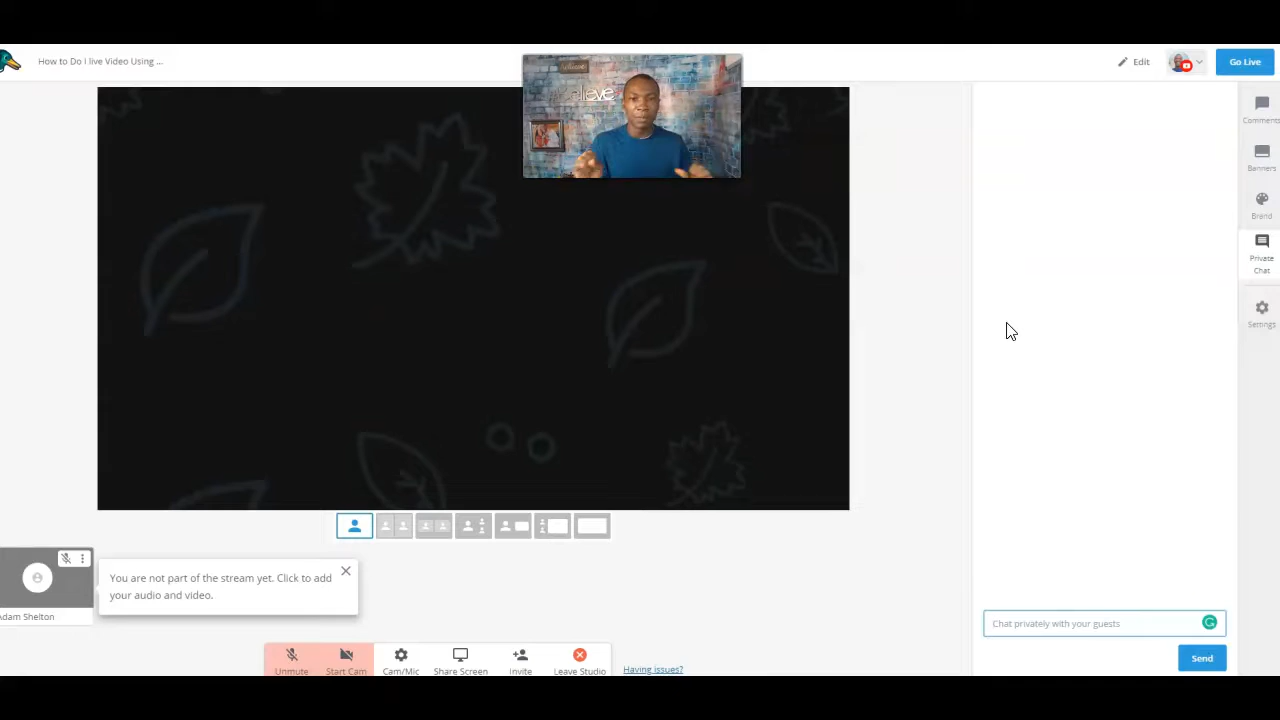 How to Do I live Video Using ...
Edit
Go Live
believe
Comments
Banners
Brand
Private
Chat
Settings
You are not part of the stream yet. Click to add
your audio and video.
Adam Shelton
Chat privately with your guests
Send
Unmute
Start Cam
Cam/Mic
Share Screen
Invite
Leave Studio
Having issues?